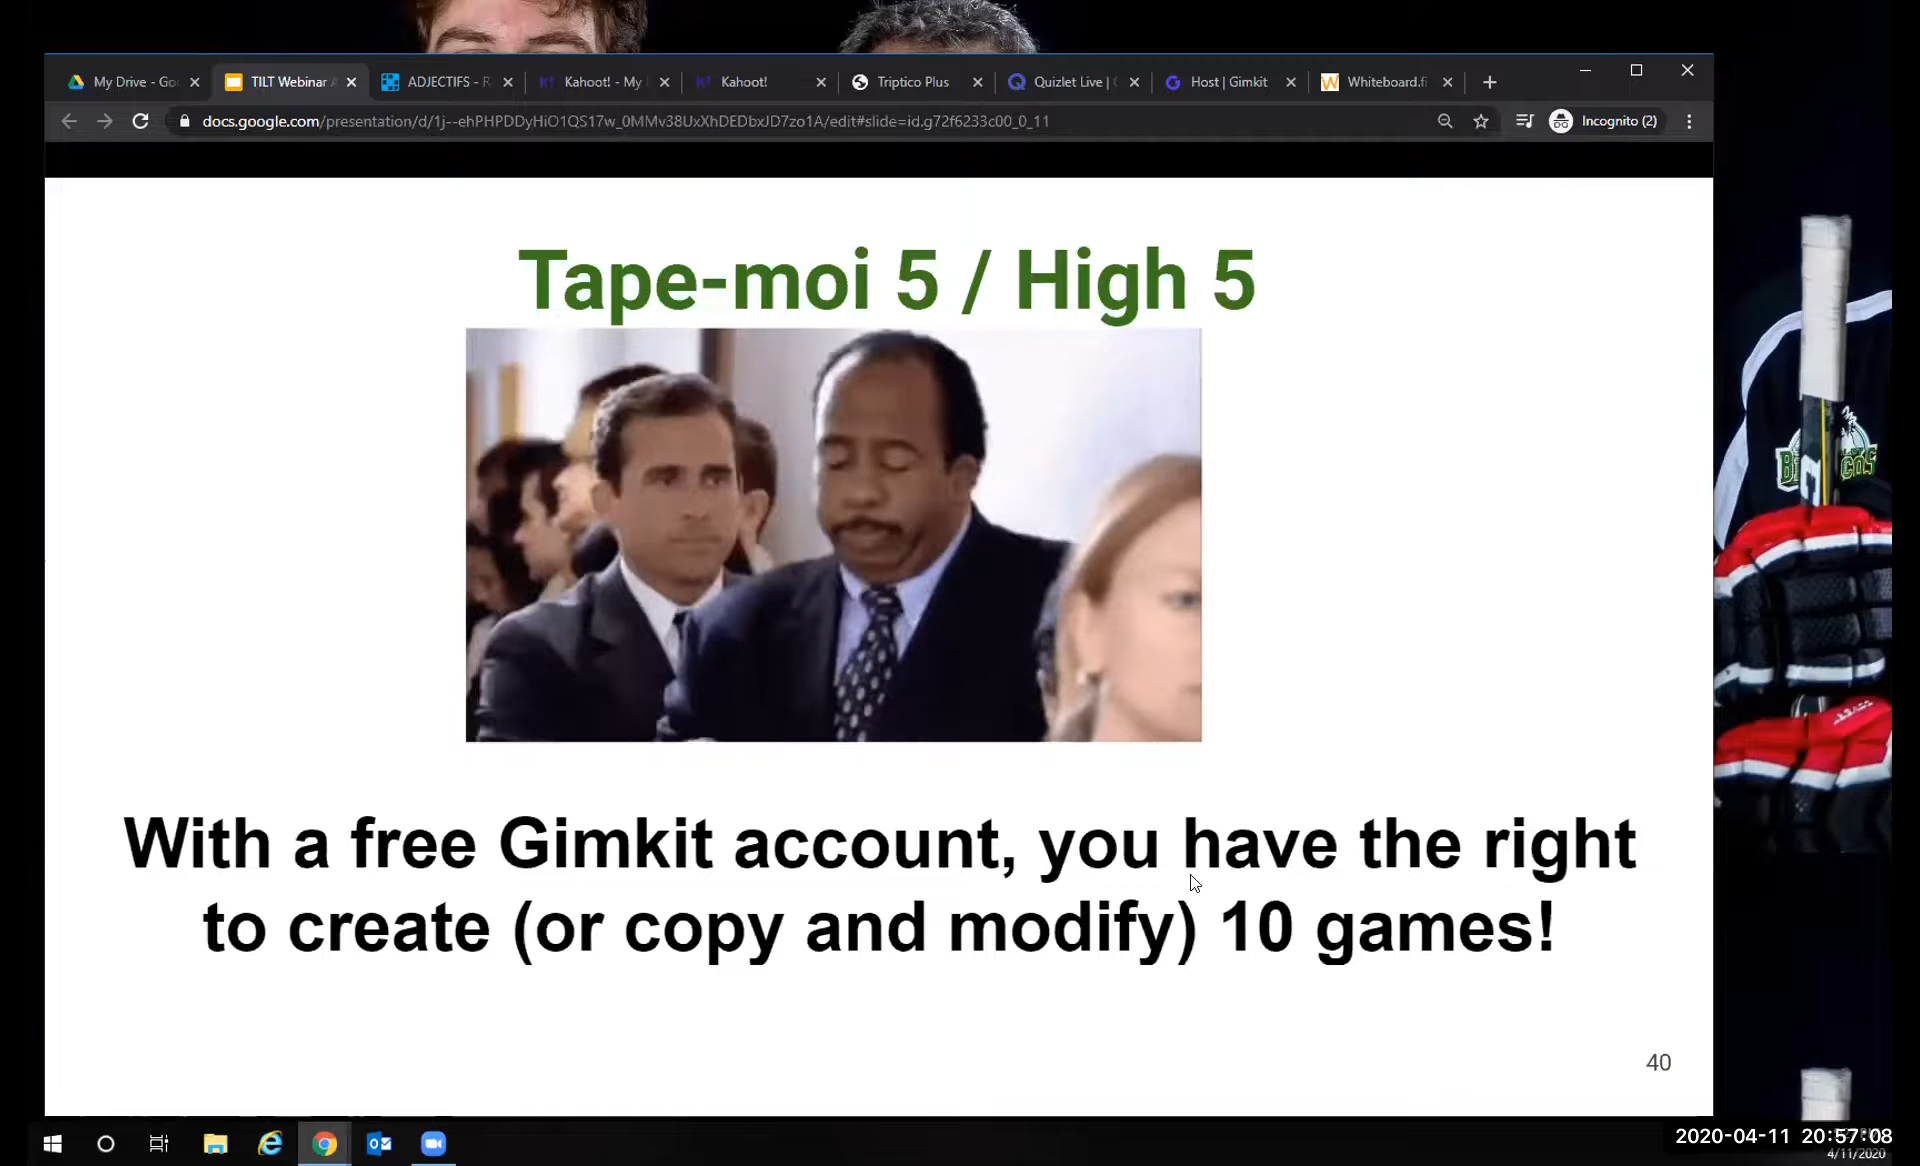 My Drive - Go
TILT Webinar
ADJECTIFS - R
Kahoot! - My
Kahoot!
Triptico Plus
Quizlet Live |
Host | Gimkit
Whiteboard.fi
docs.google.com/presentation/d/1j--ehPHPDDyHiO1QS17w_0MMv38UxXhDEDbxJD7zo1A/edit#slide=id.g72f6233c00_0_11
Incognito (2)
Tape-moi 5 / High 5
With a free Gimkit account, you have the right
to create (or copy and modify) 10 games!
40
2020-04-11 20:57:08
4/11/2020